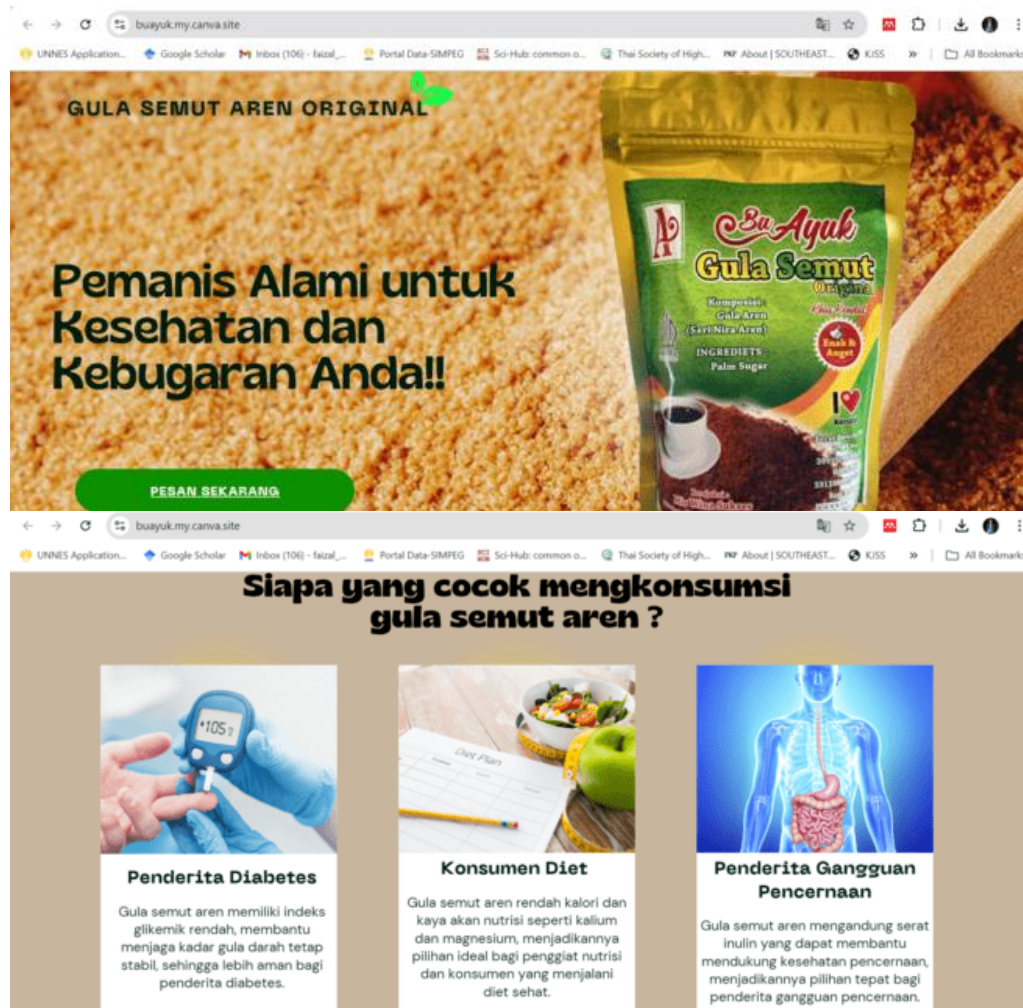 buayuk.my.canva.site
UNNES Application... Google Scholar Inbox (106) - faizal_... Portal Data-SIMPEG Sci-Hub: common o... Thai Society of High... PKP About | SOUTHEAST... KJSS » All Bookmarks
GULA SEMUT AREN ORIGINAL
Pemanis Alami untuk
Kesehatan dan
Kebugaran Anda!!
PESAN SEKARANG
A
Bu Ayuk
Gula Semut
Komposisi:
Gula Aren
(Sari Nira Aren)
INGREDIETS :
Palm Sugar
Enak &
Anget
I
Kendal
buayuk.my.canva.site
UNNES Application... Google Scholar Inbox (106) - faizal_... Portal Data-SIMPEG Sci-Hub: common o... Thai Society of High... PKP About | SOUTHEAST... KJSS » All Bookmarks
Siapa yang cocok mengkonsumsi
gula semut aren ?
105
Diet Plan
Penderita Diabetes
Gula semut aren memiliki indeks
glikemik rendah, membantu
menjaga kadar gula darah tetap
stabil, sehingga lebih aman bagi
penderita diabetes.
Konsumen Diet
Gula semut aren rendah kalori dan
kaya akan nutrisi seperti kalium
dan magnesium, menjadikannya
pilihan ideal bagi penggiat nutrisi
dan konsumen yang menjalani
diet sehat.
Penderita Gangguan
Pencernaan
Gula semut aren mengandung serat
inulin yang dapat membantu
mendukung kesehatan pencernaan,
menjadikannya pilihan tepat bagi
penderita gangguan pencernaan.